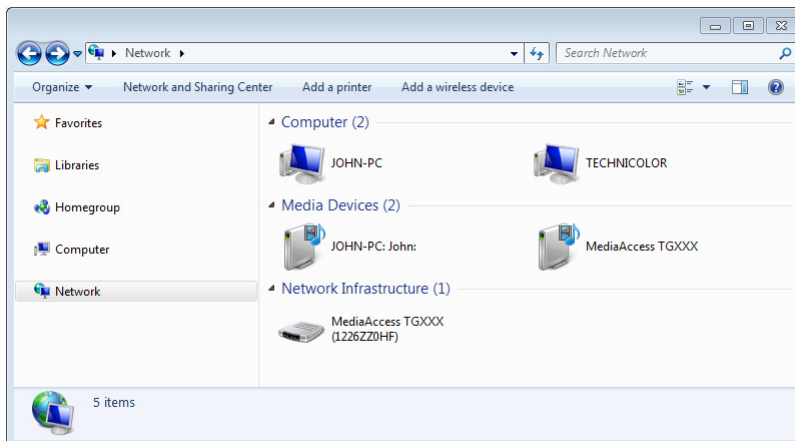 Network
Search Network
Organize
Network and Sharing Center
Add a printer
Add a wireless device
Favorites
Libraries
Homegroup
Computer
Network
Computer (2)
JOHN-PC
TECHNICOLOR
Media Devices (2)
JOHN-PC: John:
MediaAccess TGXXX
Network Infrastructure (1)
MediaAccess TGXXX
(1226ZZ0HF)
5 items